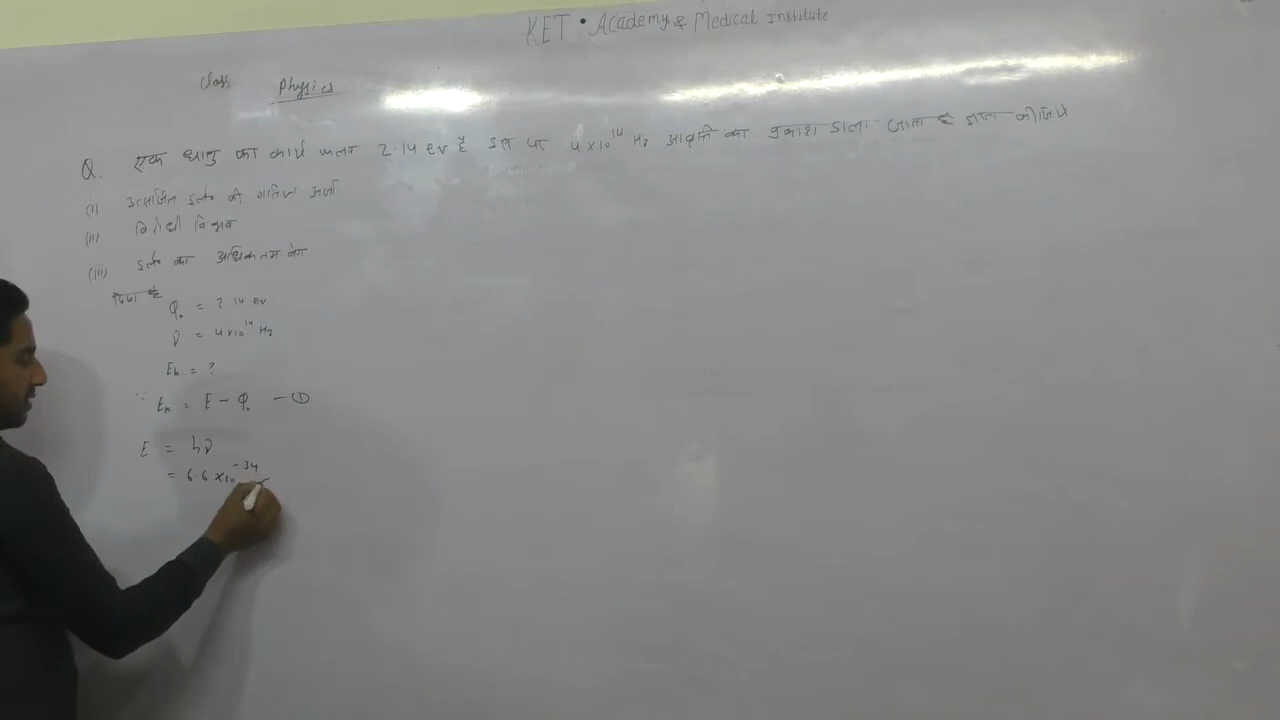 KET • Academy & Medical Institute
Class Physics
Q. एक धातु का कार्य फलन 2.14 ev है इस पर 4×10¹⁴ Hz आवृत्ति का प्रकाश डाला जाता है ज्ञात कीजिये
(i) उत्सर्जित इले० की गतिज ऊर्जा
(ii) विरोधी विभव
(iii) इले० का अधिकतम वेग
दिया है
φ₀ = 2.14 ev
ν = 4×10¹⁴ Hz
Eₖ = ?
∵ Eₖ = E − φ₀ — ①
E = hν
= 6.6 ×10⁻³⁴ ×